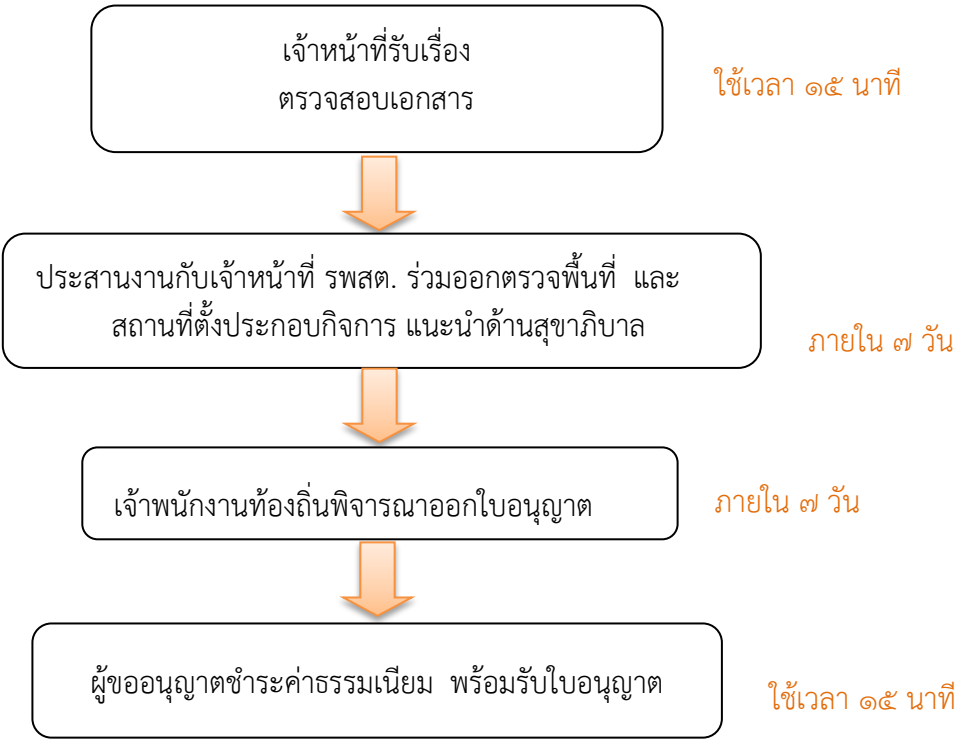 เจ้าหน้าที่รับเรื่อง
ตรวจสอบเอกสาร
ใช้เวลา ๑๕ นาที
ประสานงานกับเจ้าหน้าที่ รพสต. ร่วมออกตรวจพื้นที่ และ
สถานที่ตั้งประกอบกิจการ แนะนำด้านสุขาภิบาล
ภายใน ๗ วัน
เจ้าพนักงานท้องถิ่นพิจารณาออกใบอนุญาต
ภายใน ๗ วัน
ผู้ขออนุญาตชำระค่าธรรมเนียม พร้อมรับใบอนุญาต
ใช้เวลา ๑๕ นาที